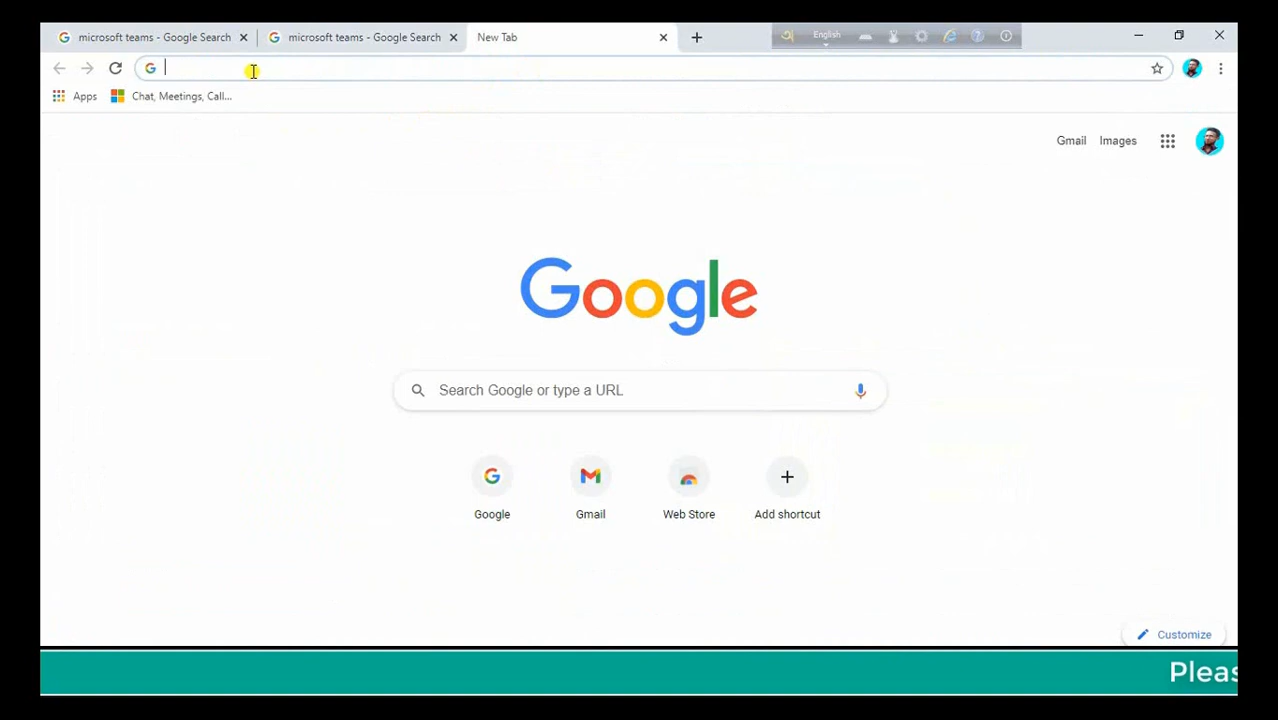 microsoft teams - Google Search
microsoft teams - Google Search
New Tab
English
Apps
Chat, Meetings, Call...
Gmail
Images
Google
Search Google or type a URL
Google
Gmail
Web Store
Add shortcut
Customize
Pleas